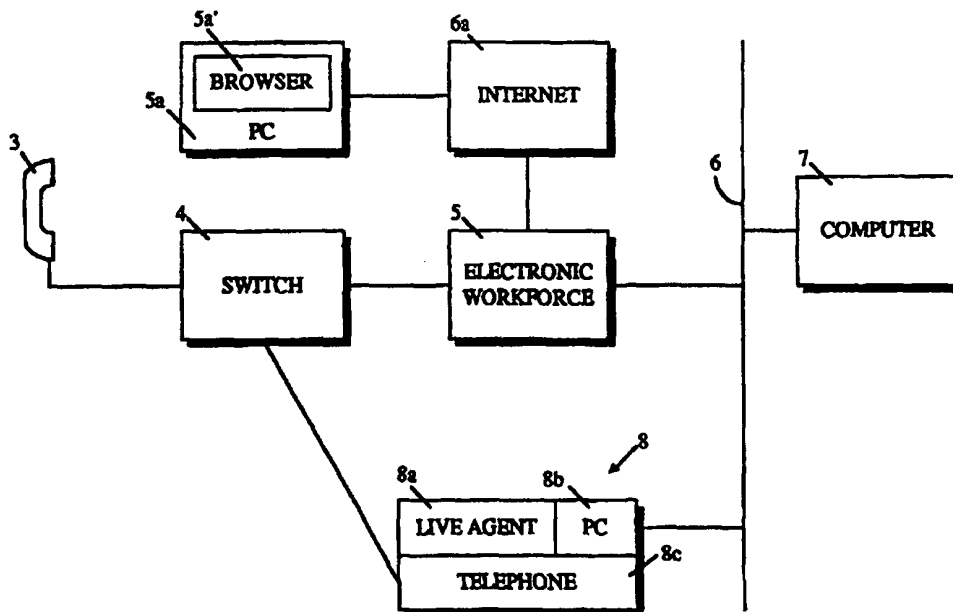 5a'
6a
BROWSER
INTERNET
5a
PC
3
6
7
4
5
COMPUTER
SWITCH
ELECTRONIC
WORKFORCE
8
8a
8b
LIVE AGENT
PC
TELEPHONE
8c